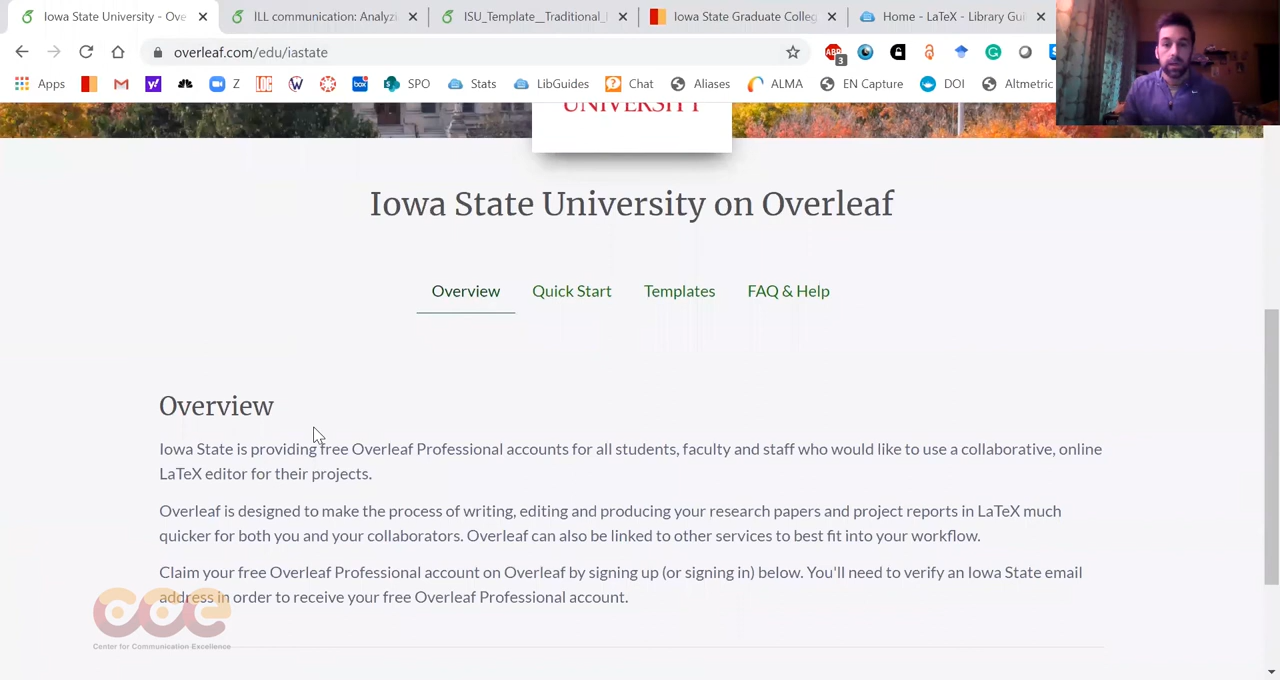 Iowa State University - Ove
ILL communication: Analyzi
ISU_Template__Traditional_
Iowa State Graduate Colleg
Home - LaTeX - Library Gui
overleaf.com/edu/iastate
3
Apps
Z
SPO
Stats
LibGuides
Chat
Aliases
ALMA
EN Capture
DOI
Altmetric
UNIVERSITY
Iowa State University on Overleaf
Overview Quick Start Templates FAQ & Help
Overview
Iowa State is providing free Overleaf Professional accounts for all students, faculty and staff who would like to use a collaborative, online
LaTeX editor for their projects.
Overleaf is designed to make the process of writing, editing and producing your research papers and project reports in LaTeX much
quicker for both you and your collaborators. Overleaf can also be linked to other services to best fit into your workflow.
Claim your free Overleaf Professional account on Overleaf by signing up (or signing in) below. You'll need to verify an Iowa State email
address in order to receive your free Overleaf Professional account.
Center for Communication Excellence